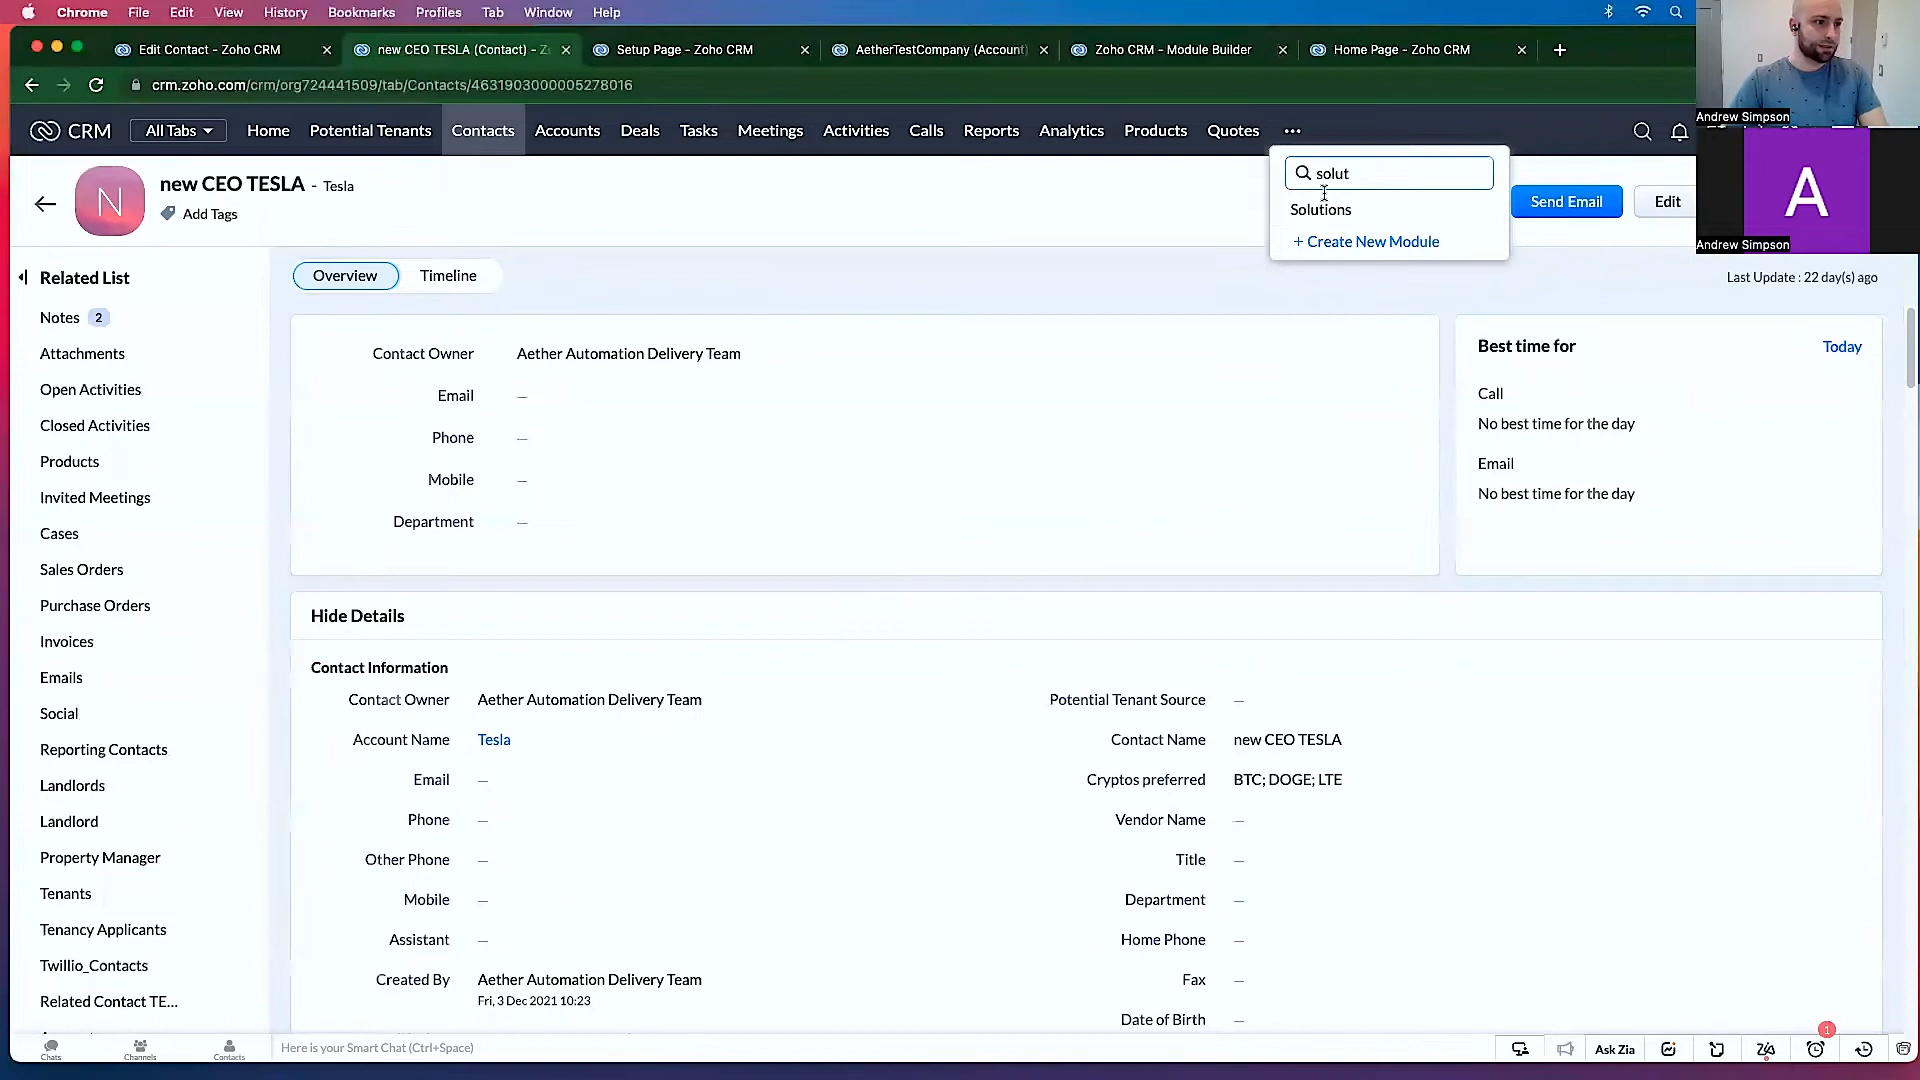 Chrome File Edit View History Bookmarks Profiles Tab Window Help
Edit Contact - Zoho CRM
new CEO TESLA (Contact) - Z
Setup Page - Zoho CRM
AetherTestCompany (Account)
Zoho CRM - Module Builder
Home Page - Zoho CRM
crm.zoho.com/crm/org724441509/tab/Contacts/4631903000005278016
CRM All Tabs Home Potential Tenants Contacts Accounts Deals Tasks Meetings Activities Calls Reports Analytics Products Quotes
Andrew Simpson
A
Andrew Simpson
solut
Solutions
+ Create New Module
N
new CEO TESLA - Tesla
Add Tags
Send Email
Edit
Related List
Notes 2
Attachments
Open Activities
Closed Activities
Products
Invited Meetings
Cases
Sales Orders
Purchase Orders
Invoices
Emails
Social
Reporting Contacts
Landlords
Landlord
Property Manager
Tenants
Tenancy Applicants
Twillio_Contacts
Related Contact TE...
Overview Timeline
Last Update : 22 day(s) ago
Contact Owner Aether Automation Delivery Team
Email —
Phone —
Mobile —
Department —
Best time for Today
Call
No best time for the day
Email
No best time for the day
Hide Details
Contact Information
Contact Owner Aether Automation Delivery Team
Account Name Tesla
Email —
Phone —
Other Phone —
Mobile —
Assistant —
Created By Aether Automation Delivery Team
Fri, 3 Dec 2021 10:23
Potential Tenant Source —
Contact Name new CEO TESLA
Cryptos preferred BTC; DOGE; LTE
Vendor Name —
Title —
Department —
Home Phone —
Fax —
Date of Birth —
Chats Channels Contacts
Here is your Smart Chat (Ctrl+Space)
Ask Zia
1